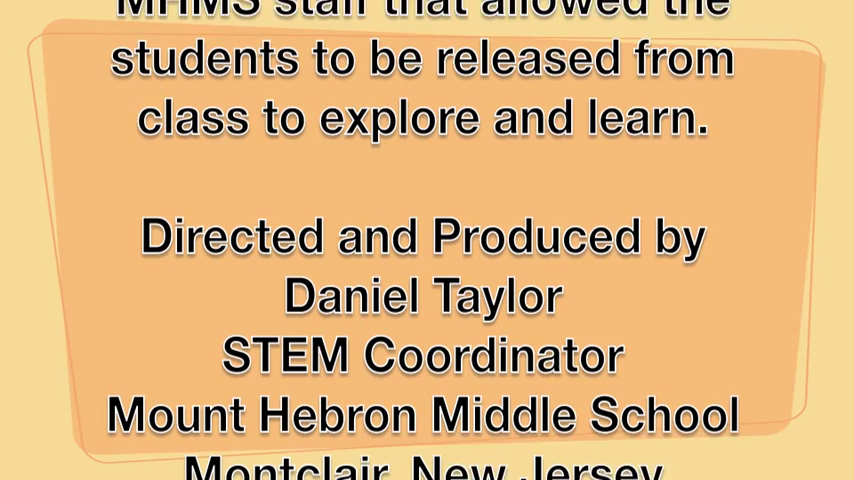 MHMS staff that allowed the
students to be released from
class to explore and learn.
Directed and Produced by
Daniel Taylor
STEM Coordinator
Mount Hebron Middle School
Montclair, New Jersey